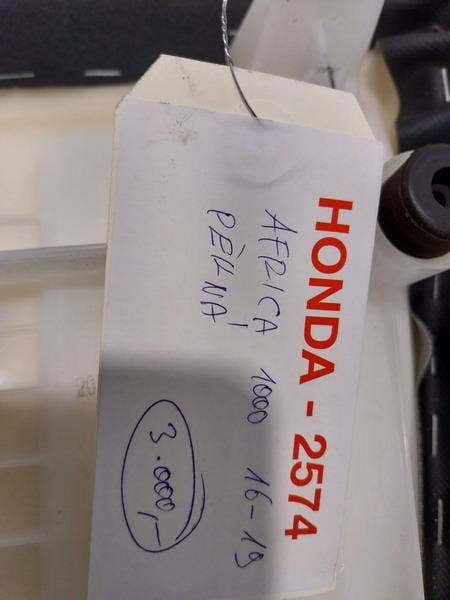 HONDA - 2574
AFRICA 1000 16-19
PĚKNÁ
3.000,-